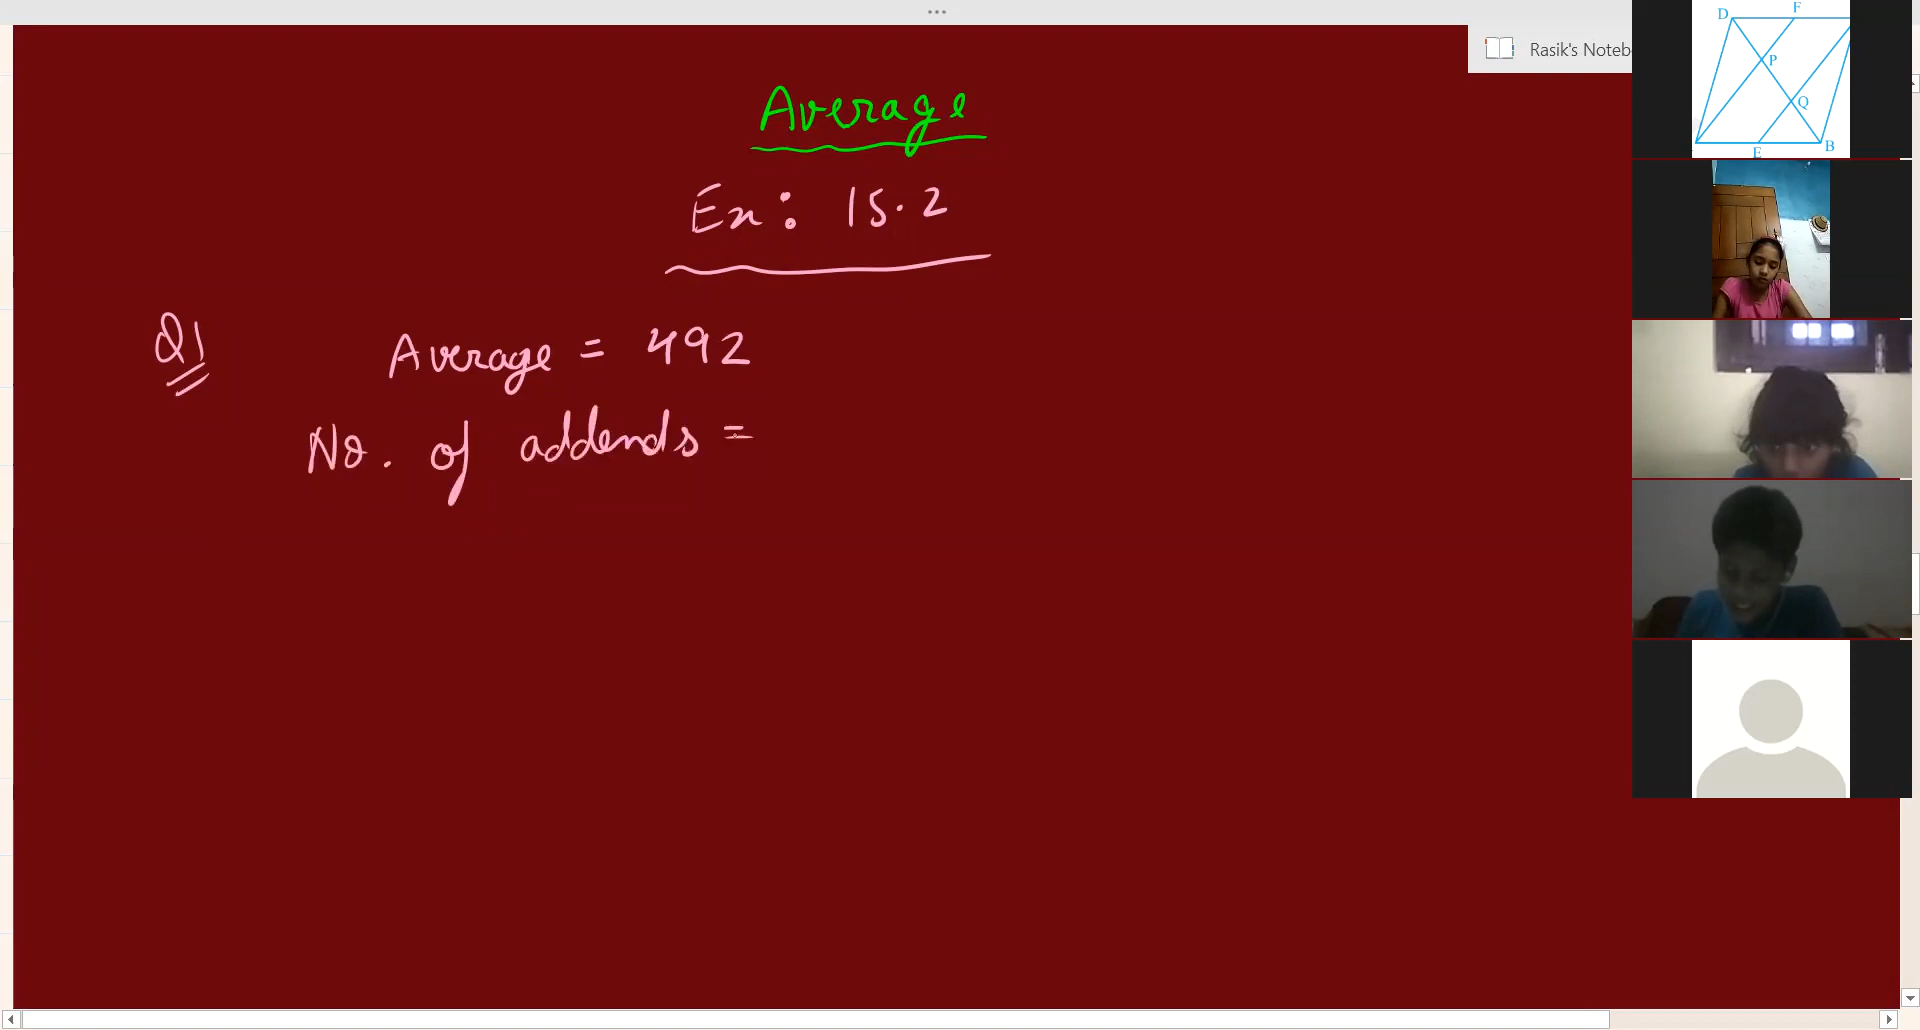 Rasik's Noteb
Average
Ex: 15.2
Q1
Average = 492
No. of addends =
D
F
P
Q
E
B